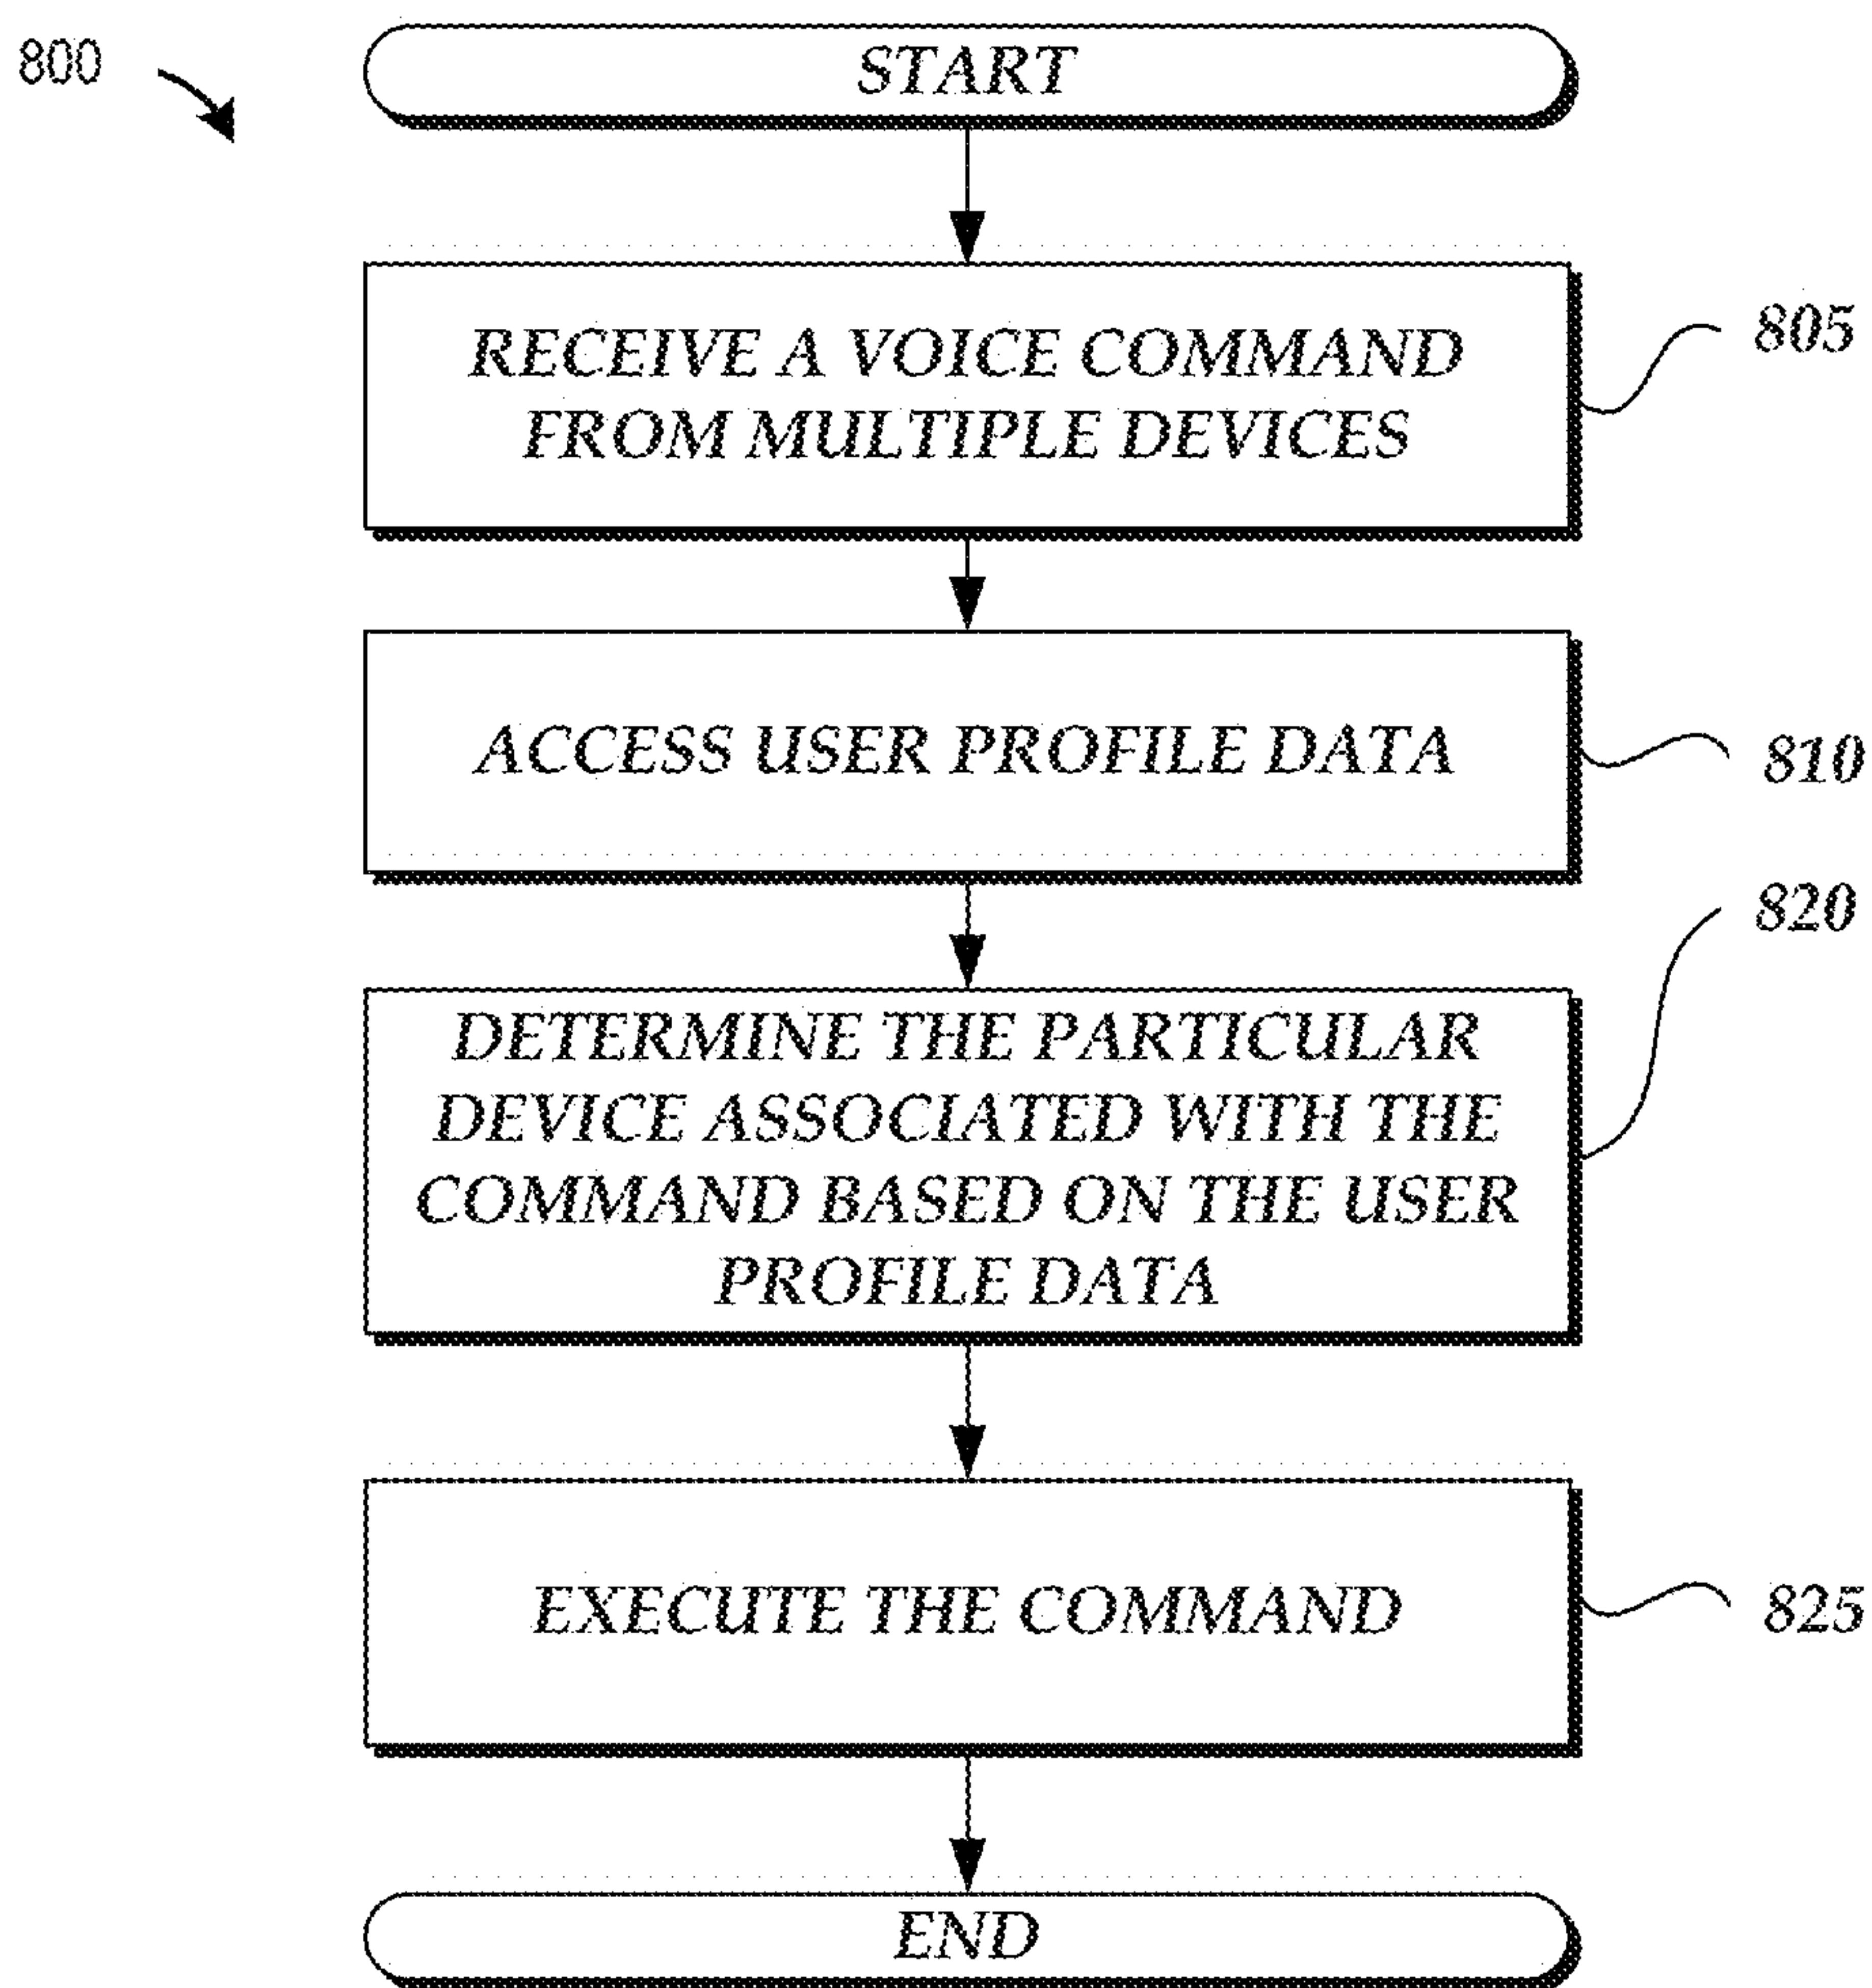 800
START
RECEIVE A VOICE COMMAND
FROM MULTIPLE DEVICES
805
ACCESS USER PROFILE DATA
810
820
DETERMINE THE PARTICULAR
DEVICE ASSOCIATED WITH THE
COMMAND BASED ON THE USER
PROFILE DATA
EXECUTE THE COMMAND
825
END